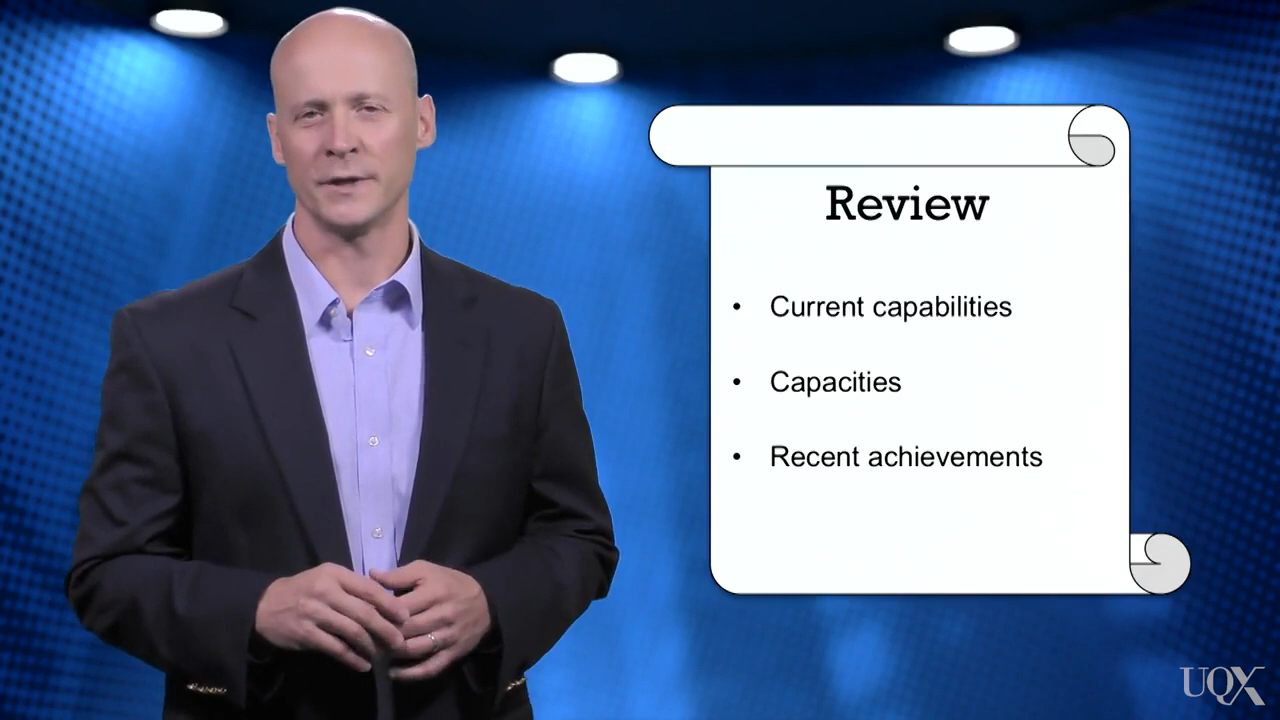 Review
• Current capabilities
• Capacities
• Recent achievements
UQX